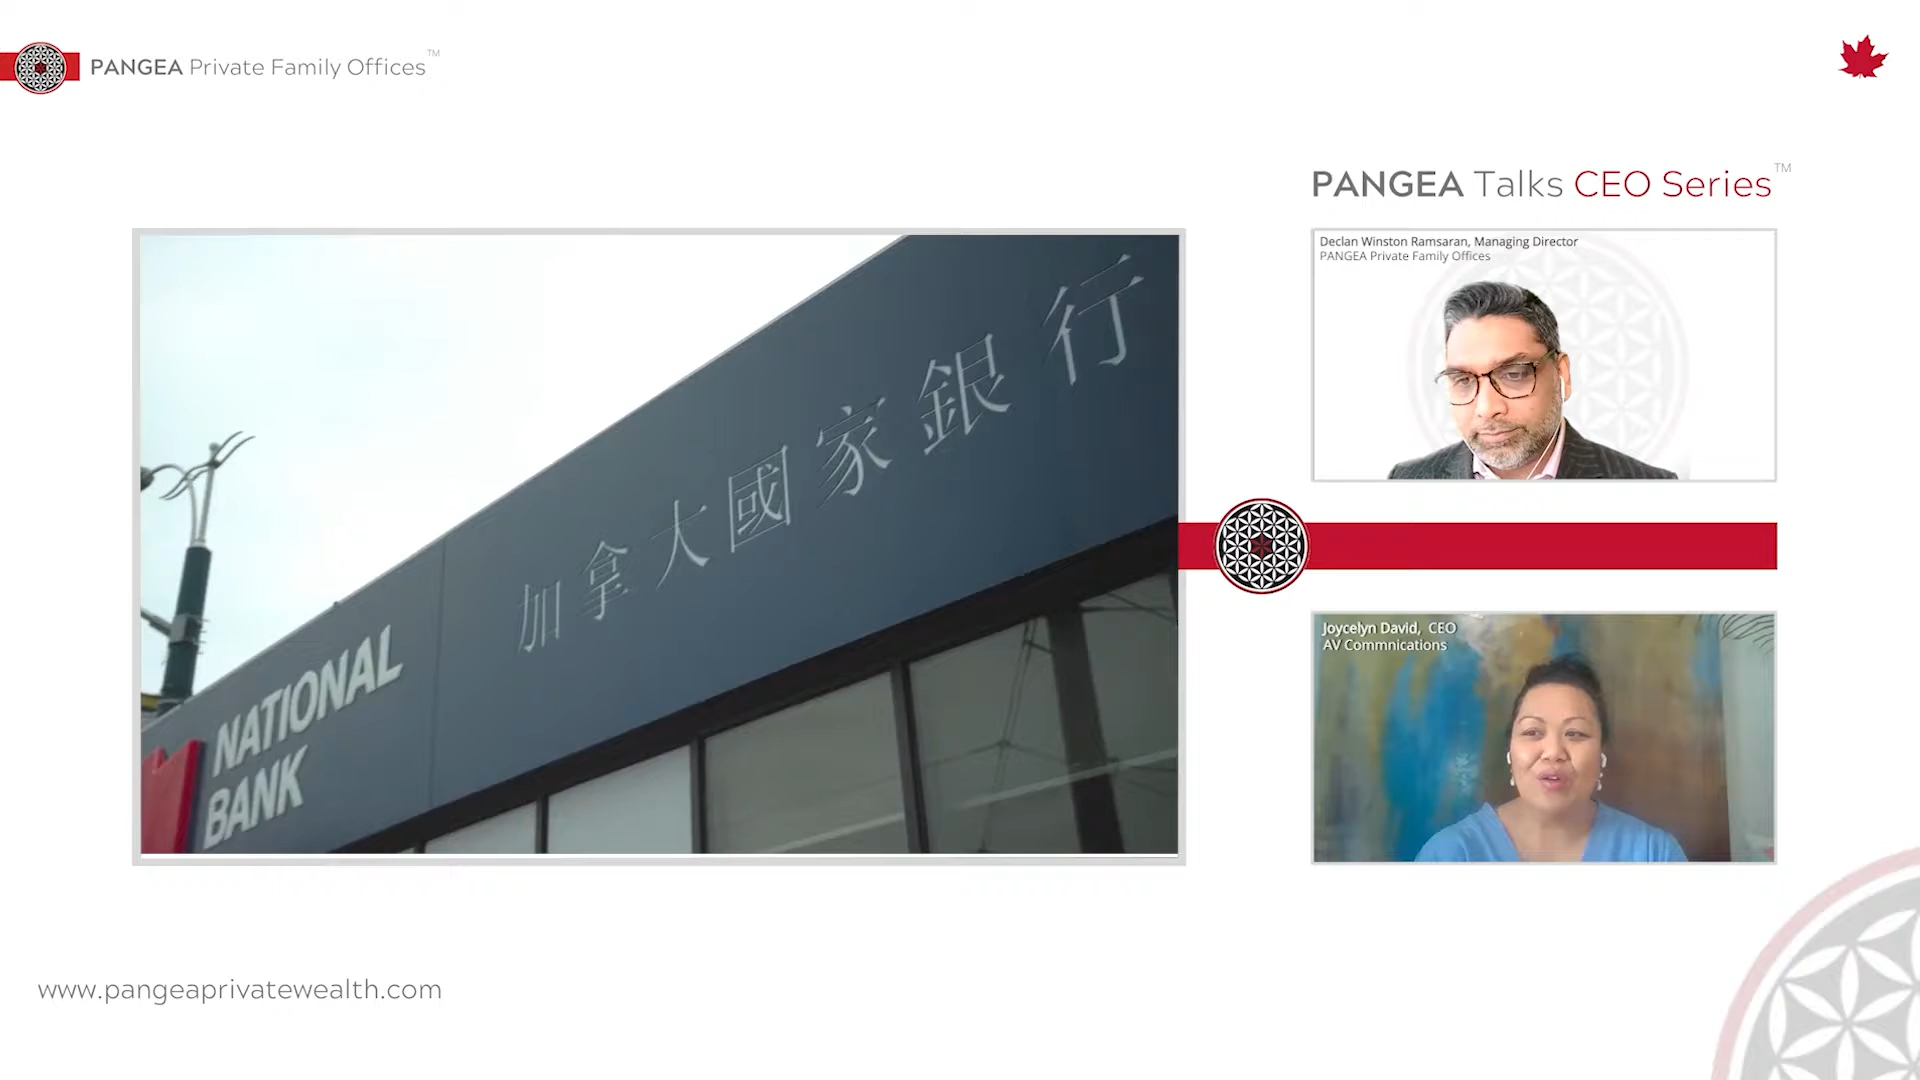 PANGEA Private Family Offices™
PANGEA Talks CEO Series™
Declan Winston Ramsaran, Managing Director
PANGEA Private Family Offices
加拿大國家銀行
NATIONAL
BANK
Joycelyn David, CEO
AV Commnications
www.pangeaprivatewealth.com